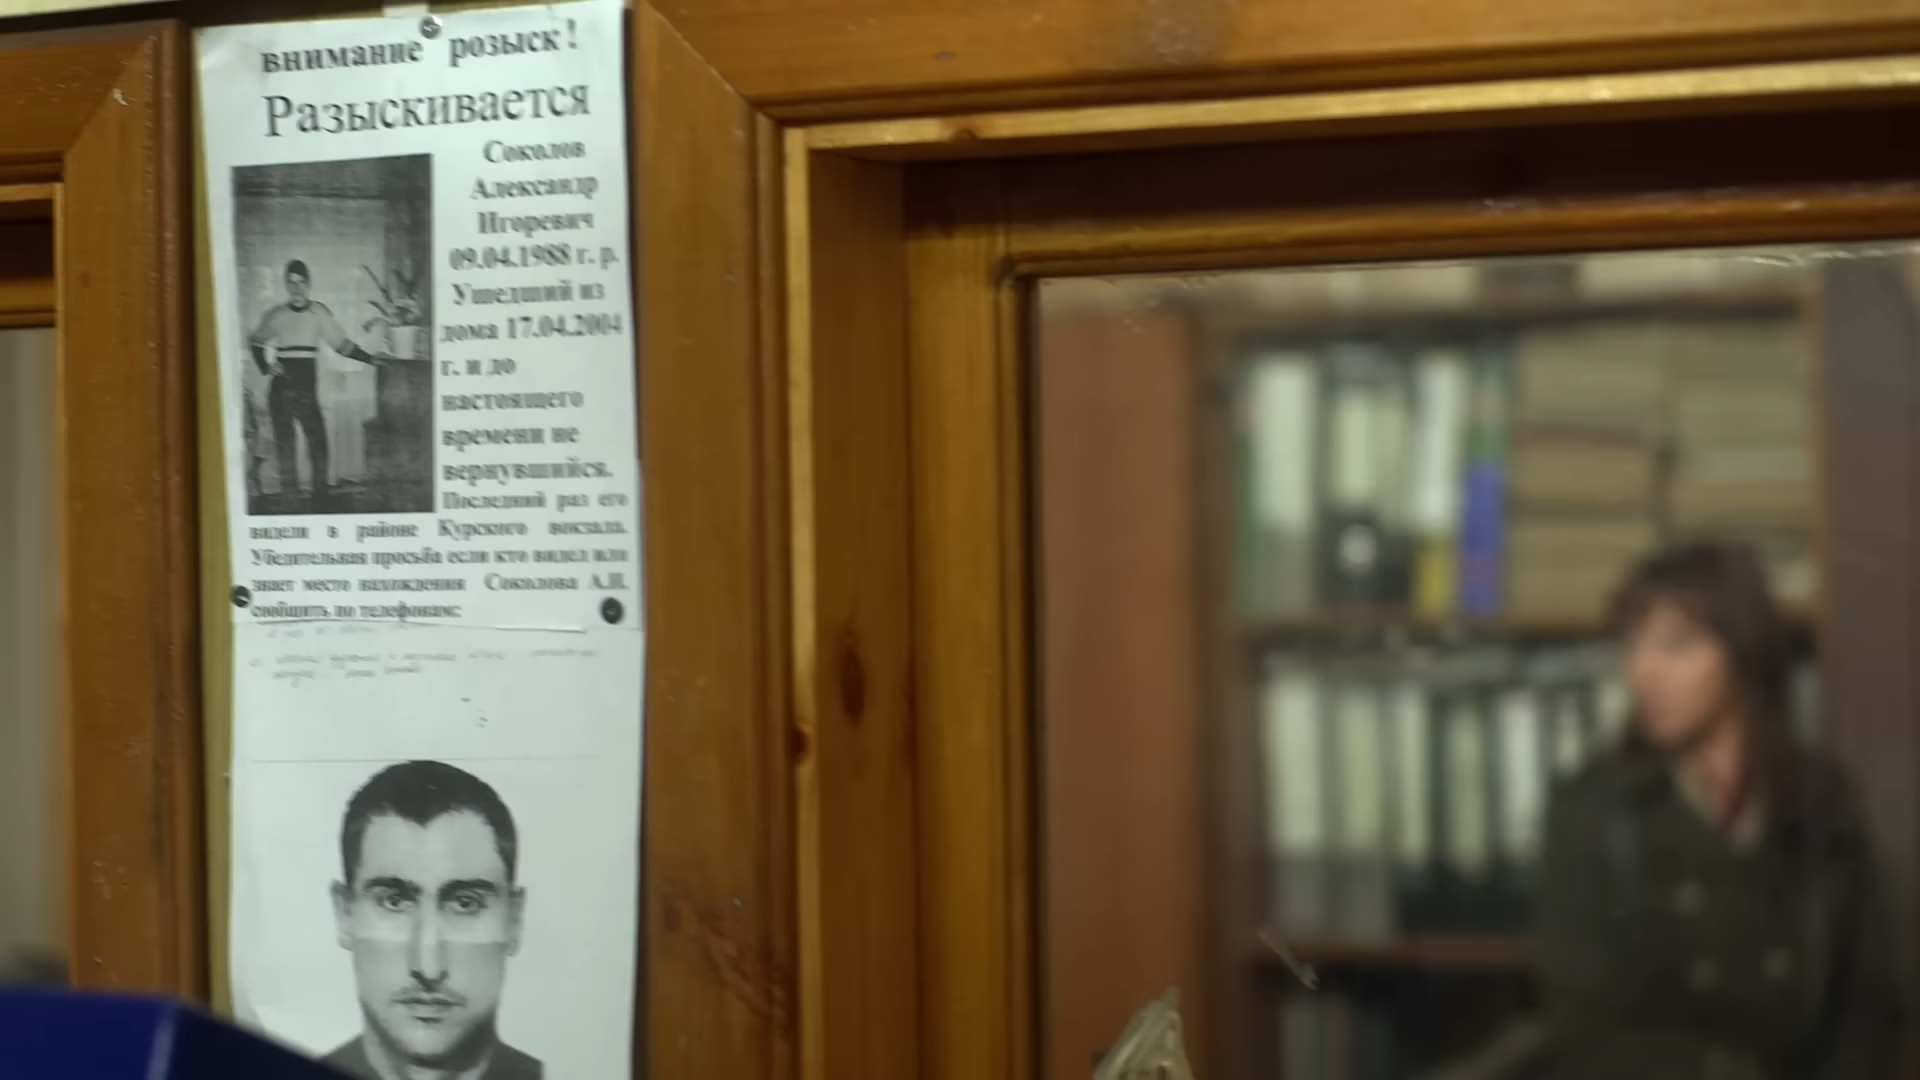 внимание розыск!
Разыскивается
Соколов
Александр
Игоревич
09.04.1988 г. р.
Ушедший из
дома 17.04.2004
г. и до
настоящего
времени не
вернувшийся.
Последний раз его
видели в районе Курского вокзала.
Убедительная просьба если кто видел или
знает место нахождения Соколова А.И.
сообщить по телефонам: